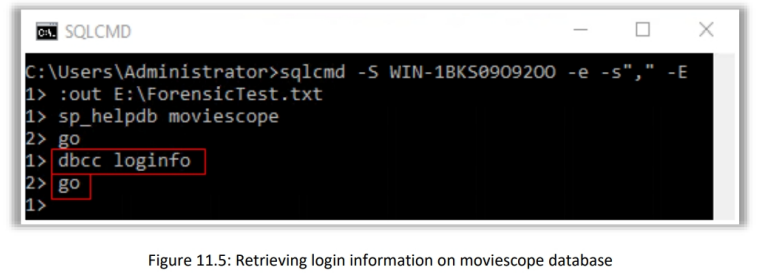 C:\. SQLCMD
C:\Users\Administrator>sqlcmd -S WIN-1BKS09O92OO -e -s"," -E
1> :out E:\ForensicTest.txt
1> sp_helpdb moviescope
2> go
1> dbcc loginfo
2> go
1>
Figure 11.5: Retrieving login information on moviescope database